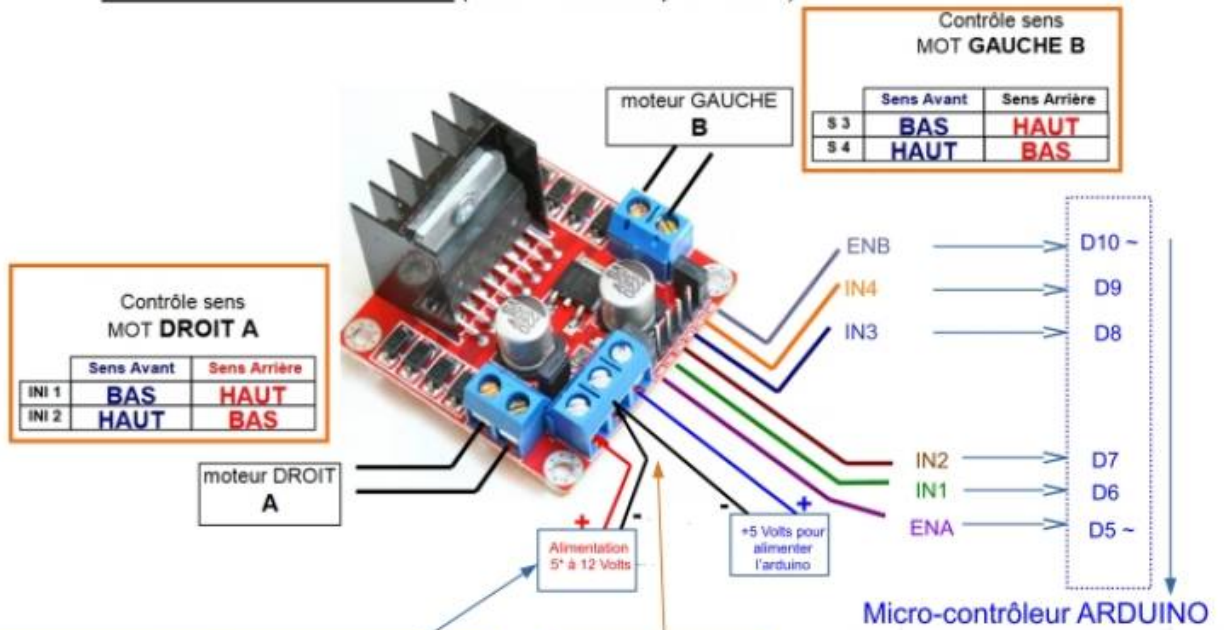 Contrôle sens
MOT GAUCHE B
Sens Avant Sens Arrière
S 3 BAS HAUT
S 4 HAUT BAS
moteur GAUCHE
B
Contrôle sens
MOT DROIT A
Sens Avant Sens Arrière
INI 1 BAS HAUT
INI 2 HAUT BAS
moteur DROIT
A
ENB D10 ~
IN4 D9
IN3 D8
IN2 D7
IN1 D6
ENA D5 ~
+ -
Alimentation
5* à 12 Volts
- +
+5 Volts pour
alimenter
l'arduino
Micro-contrôleur ARDUINO